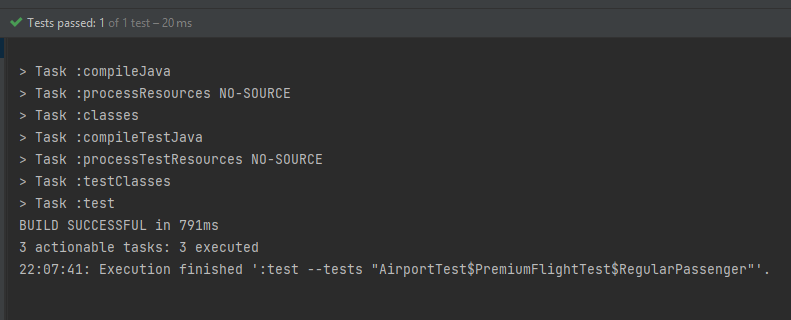 Tests passed: 1 of 1 test – 20 ms
> Task :compileJava
> Task :processResources NO-SOURCE
> Task :classes
> Task :compileTestJava
> Task :processTestResources NO-SOURCE
> Task :testClasses
> Task :test
BUILD SUCCESSFUL in 791ms
3 actionable tasks: 3 executed
22:07:41: Execution finished ':test --tests "AirportTest$PremiumFlightTest$RegularPassenger"'.